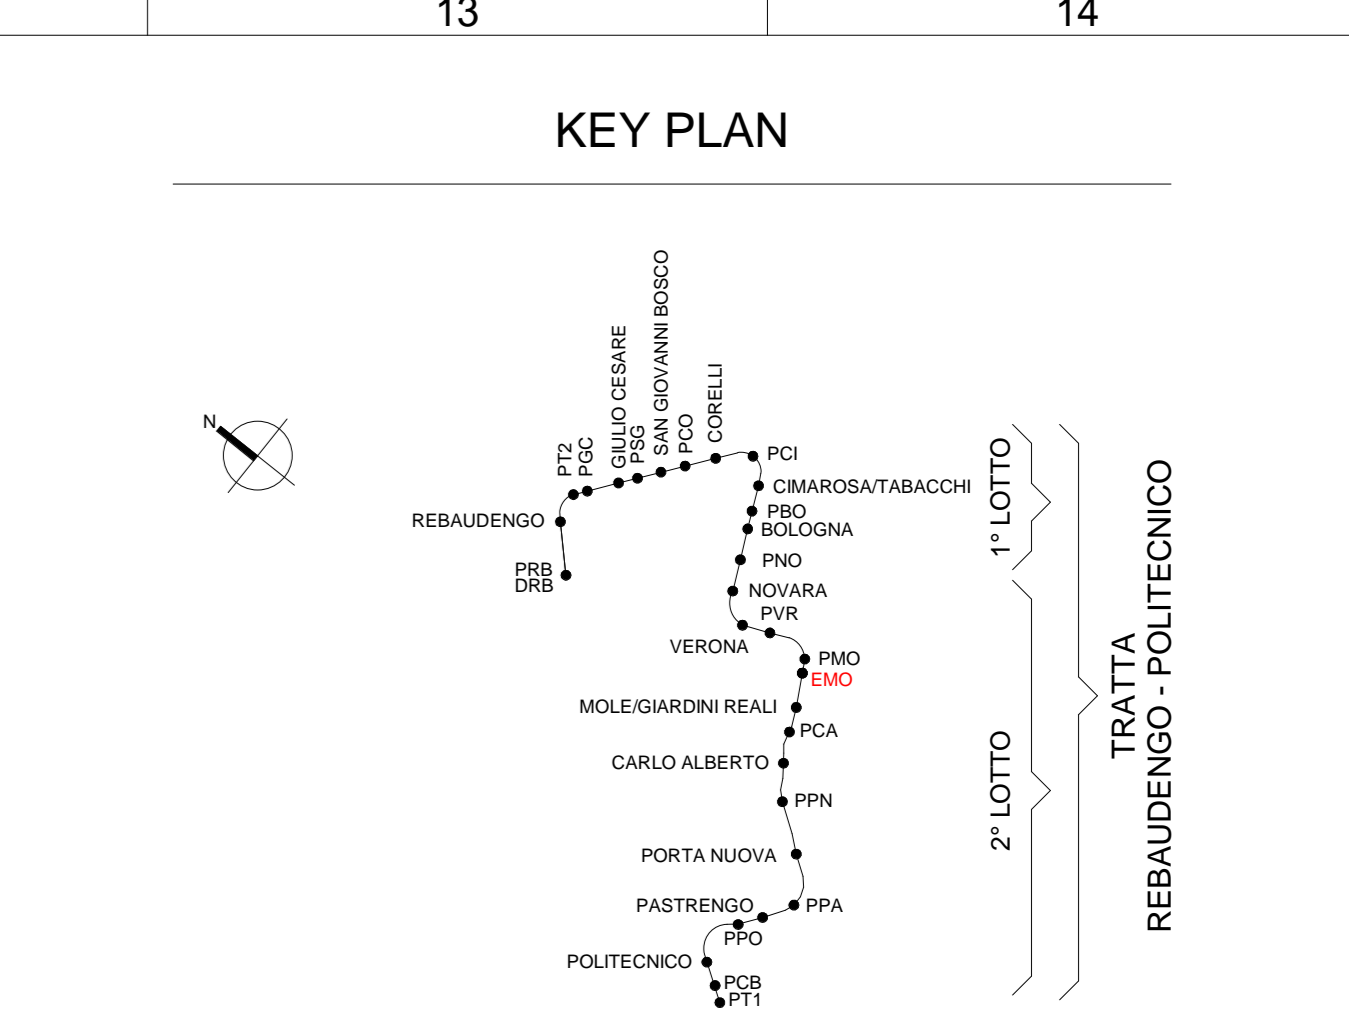 13
14
KEY PLAN
N
PT2
PGC
GIULIO CESARE
PSG
SAN GIOVANNI BOSCO
PCO
CORELLI
PCI
CIMAROSA/TABACCHI
REBAUDENGO
PBO
BOLOGNA
PRB
DRB
PNO
NOVARA
PVR
VERONA
PMO
EMO
MOLE/GIARDINI REALI
PCA
CARLO ALBERTO
PPN
PORTA NUOVA
PASTRENGO
PPA
PPO
POLITECNICO
PCB
PT1
1° LOTTO
2° LOTTO
TRATTA
REBAUDENGO - POLITECNICO